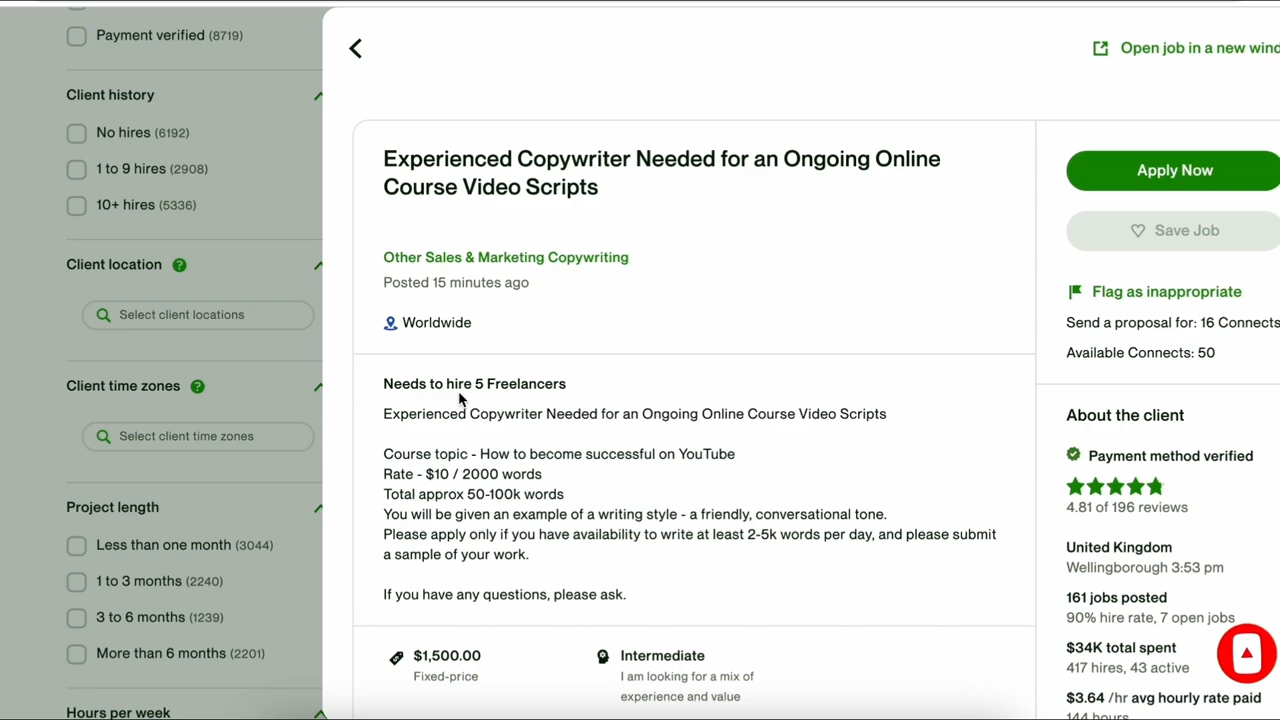 Payment verified (8719)
Client history
No hires (6192)
1 to 9 hires (2908)
10+ hires (5336)
Client location
Select client locations
Client time zones
Select client time zones
Project length
Less than one month (3044)
1 to 3 months (2240)
3 to 6 months (1239)
More than 6 months (2201)
Hours per week
Open job in a new wind
Experienced Copywriter Needed for an Ongoing Online
Course Video Scripts
Other Sales & Marketing Copywriting
Posted 15 minutes ago
Worldwide
Needs to hire 5 Freelancers
Experienced Copywriter Needed for an Ongoing Online Course Video Scripts
Course topic - How to become successful on YouTube
Rate - $10 / 2000 words
Total approx 50-100k words
You will be given an example of a writing style - a friendly, conversational tone.
Please apply only if you have availability to write at least 2-5k words per day, and please submit
a sample of your work.
If you have any questions, please ask.
$1,500.00
Fixed-price
Intermediate
I am looking for a mix of
experience and value
Apply Now
Save Job
Flag as inappropriate
Send a proposal for: 16 Connects
Available Connects: 50
About the client
Payment method verified
4.81 of 196 reviews
United Kingdom
Wellingborough 3:53 pm
161 jobs posted
90% hire rate, 7 open jobs
$34K total spent
417 hires, 43 active
$3.64 /hr avg hourly rate paid
144 hours